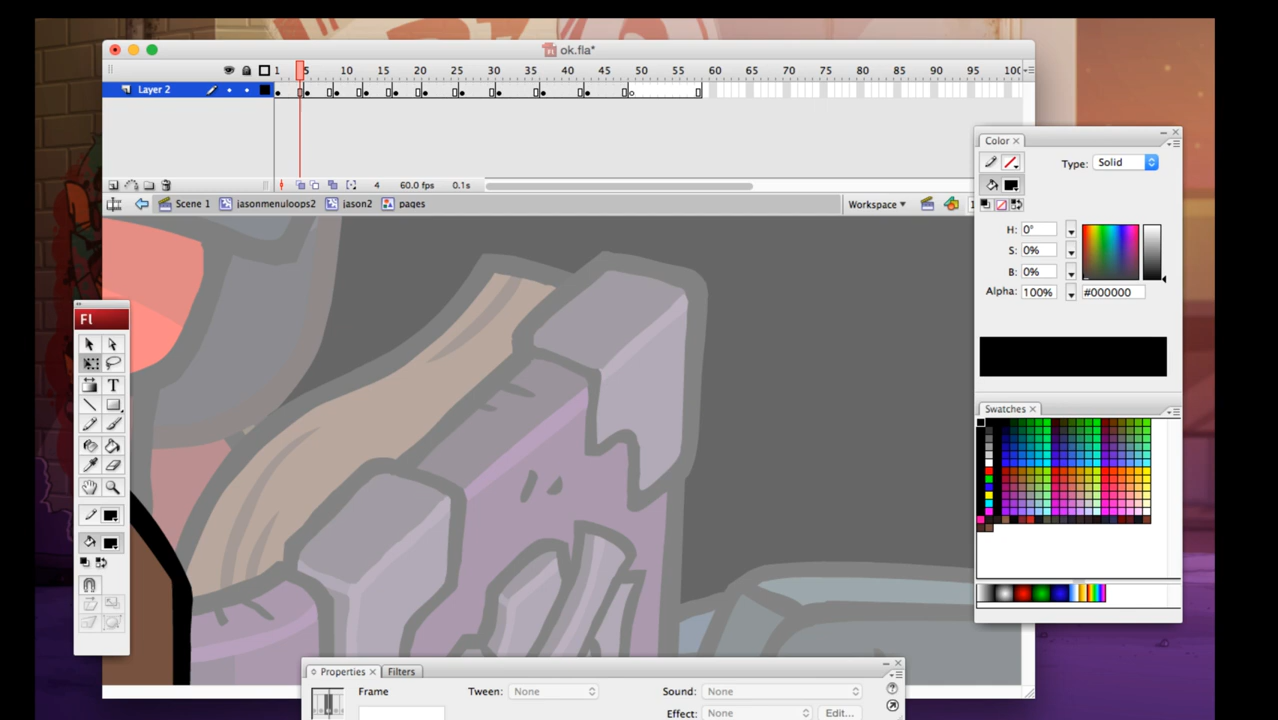 ok.fla*
1 5 10 15 20 25 30 35 40 45 50 55 60 65 70 75 80 85 90 95 100
Layer 2
4 60.0 fps 0.1s
Scene 1 jasonmenuloops2 jason2 pages Workspace
Color
Type: Solid
H: 0°
S: 0%
B: 0%
Alpha: 100% #000000
Fl
T
Swatches
Properties Filters
Frame Tween: None Sound: None
Effect: None Edit...